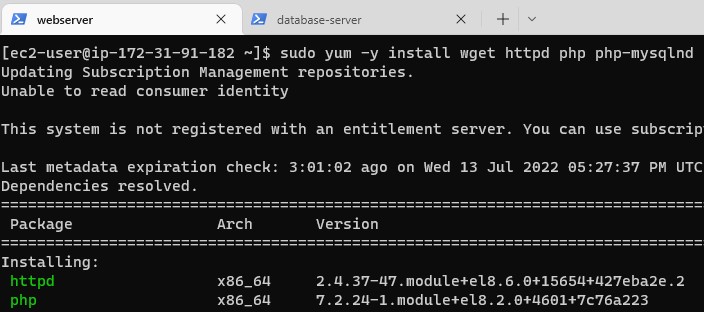 webserver
database-server
[ec2-user@ip-172-31-91-182 ~]$ sudo yum -y install wget httpd php php-mysqlnd
Updating Subscription Management repositories.
Unable to read consumer identity
This system is not registered with an entitlement server. You can use subscrip
Last metadata expiration check: 3:01:02 ago on Wed 13 Jul 2022 05:27:37 PM UTC
Dependencies resolved.
================================================================================
Package Arch Version
================================================================================
Installing:
httpd x86_64 2.4.37-47.module+el8.6.0+15654+427eba2e.2
php x86_64 7.2.24-1.module+el8.2.0+4601+7c76a223